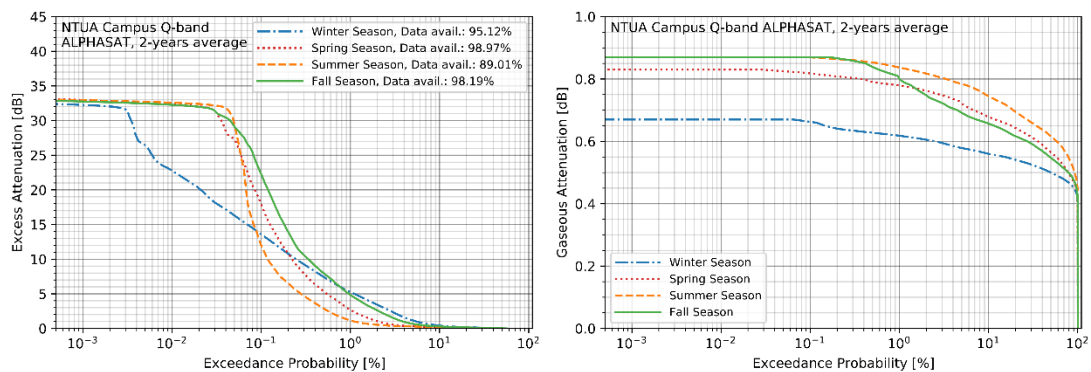 NTUA Campus Q-band
ALPHASAT, 2-years average
Winter Season, Data avail.: 95.12%
Spring Season, Data avail.: 98.97%
Summer Season, Data avail.: 89.01%
Fall Season, Data avail.: 98.19%
Excess Attenuation [dB]
45
40
35
30
25
20
15
10
5
0
10⁻³
10⁻²
10⁻¹
10⁰
10¹
10²
Exceedance Probability [%]
NTUA Campus Q-band ALPHASAT, 2-years average
Gaseous Attenuation [dB]
1.0
0.8
0.6
0.4
0.2
0.0
Winter Season
Spring Season
Summer Season
Fall Season
10⁻³
10⁻²
10⁻¹
10⁰
10¹
10²
Exceedance Probability [%]